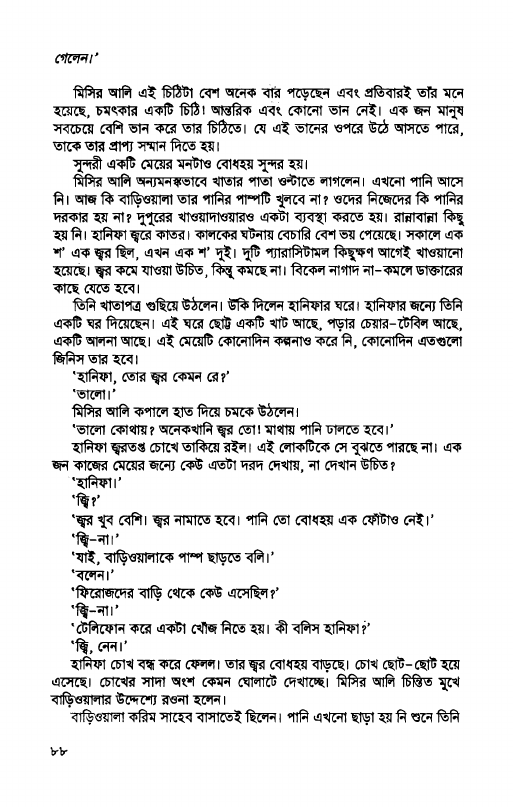 গেলেন।’
মিসির আলি এই চিঠিটা বেশ অনেক বার পড়েছেন এবং প্রতিবারই তাঁর মনে
হয়েছে, চমৎকার একটি চিঠি! আন্তরিক এবং কোনো ভান নেই। এক জন মানুষ
সবচেয়ে বেশি ভান করে তার চিঠিতে। যে এই ভানের ওপরে উঠে আসতে পারে,
তাকে তার প্রাপ্য সম্মান দিতে হয়।
সুন্দরী একটি মেয়ের মনটাও বোধহয় সুন্দর হয়।
মিসির আলি অন্যমনস্কভাবে খাতার পাতা ওল্টাতে লাগলেন। এখনো পানি আসে
নি। আজ কি বাড়িওয়ালা তার পানির পাম্পটি খুলবে না? ওদের নিজেদের কি পানির
দরকার হয় না? দুপুরের খাওয়াদাওয়ারও একটা ব্যবস্থা করতে হয়। রান্নাবান্না কিছু
হয় নি। হানিফা জ্বরে কাতর। কালকের ঘটনায় বেচারি বেশ ভয় পেয়েছে। সকালে এক
শ’ এক জ্বর ছিল, এখন এক শ’ দুই। দুটি প্যারাসিটামল কিছুক্ষণ আগেই খাওয়ানো
হয়েছে। জ্বর কমে যাওয়া উচিত, কিন্তু কমছে না। বিকেল নাগাদ না-কমলে ডাক্তারের
কাছে যেতে হবে।
তিনি খাতাপত্র গুছিয়ে উঠলেন। উঁকি দিলেন হানিফার ঘরে। হানিফার জন্যে তিনি
একটি ঘর দিয়েছেন। এই ঘরে ছোট্ট একটি খাট আছে, পড়ার চেয়ার-টেবিল আছে,
একটি আলনা আছে। এই মেয়েটি কোনোদিন কল্পনাও করে নি, কোনোদিন এতগুলো
জিনিস তার হবে।
‘হানিফা, তোর জ্বর কেমন রে?’
‘ভালো।’
মিসির আলি কপালে হাত দিয়ে চমকে উঠলেন।
‘ভালো কোথায়? অনেকখানি জ্বর তো! মাথায় পানি ঢালতে হবে।’
হানিফা জ্বরতপ্ত চোখে তাকিয়ে রইল। এই লোকটিকে সে বুঝতে পারছে না। এক
জন কাজের মেয়ের জন্যে কেউ এতটা দরদ দেখায়, না দেখান উচিত?
‘হানিফা।’
‘জ্বি?’
‘জ্বর খুব বেশি। জ্বর নামাতে হবে। পানি তো বোধহয় এক ফোঁটাও নেই।’
‘জ্বি-না।’
‘যাই, বাড়িওয়ালাকে পাম্প ছাড়তে বলি।’
‘বলেন।’
‘ফিরোজদের বাড়ি থেকে কেউ এসেছিল?’
‘জ্বি-না।’
‘টেলিফোন করে একটা খোঁজ নিতে হয়। কী বলিস হানিফা?’
‘জ্বি, নেন।’
হানিফা চোখ বন্ধ করে ফেলল। তার জ্বর বোধহয় বাড়ছে। চোখ ছোট-ছোট হয়ে
এসেছে। চোখের সাদা অংশ কেমন ঘোলাটে দেখাচ্ছে। মিসির আলি চিন্তিত মুখে
বাড়িওয়ালার উদ্দেশ্যে রওনা হলেন।
বাড়িওয়ালা করিম সাহেব বাসাতেই ছিলেন। পানি এখনো ছাড়া হয় নি শুনে তিনি
৮৮